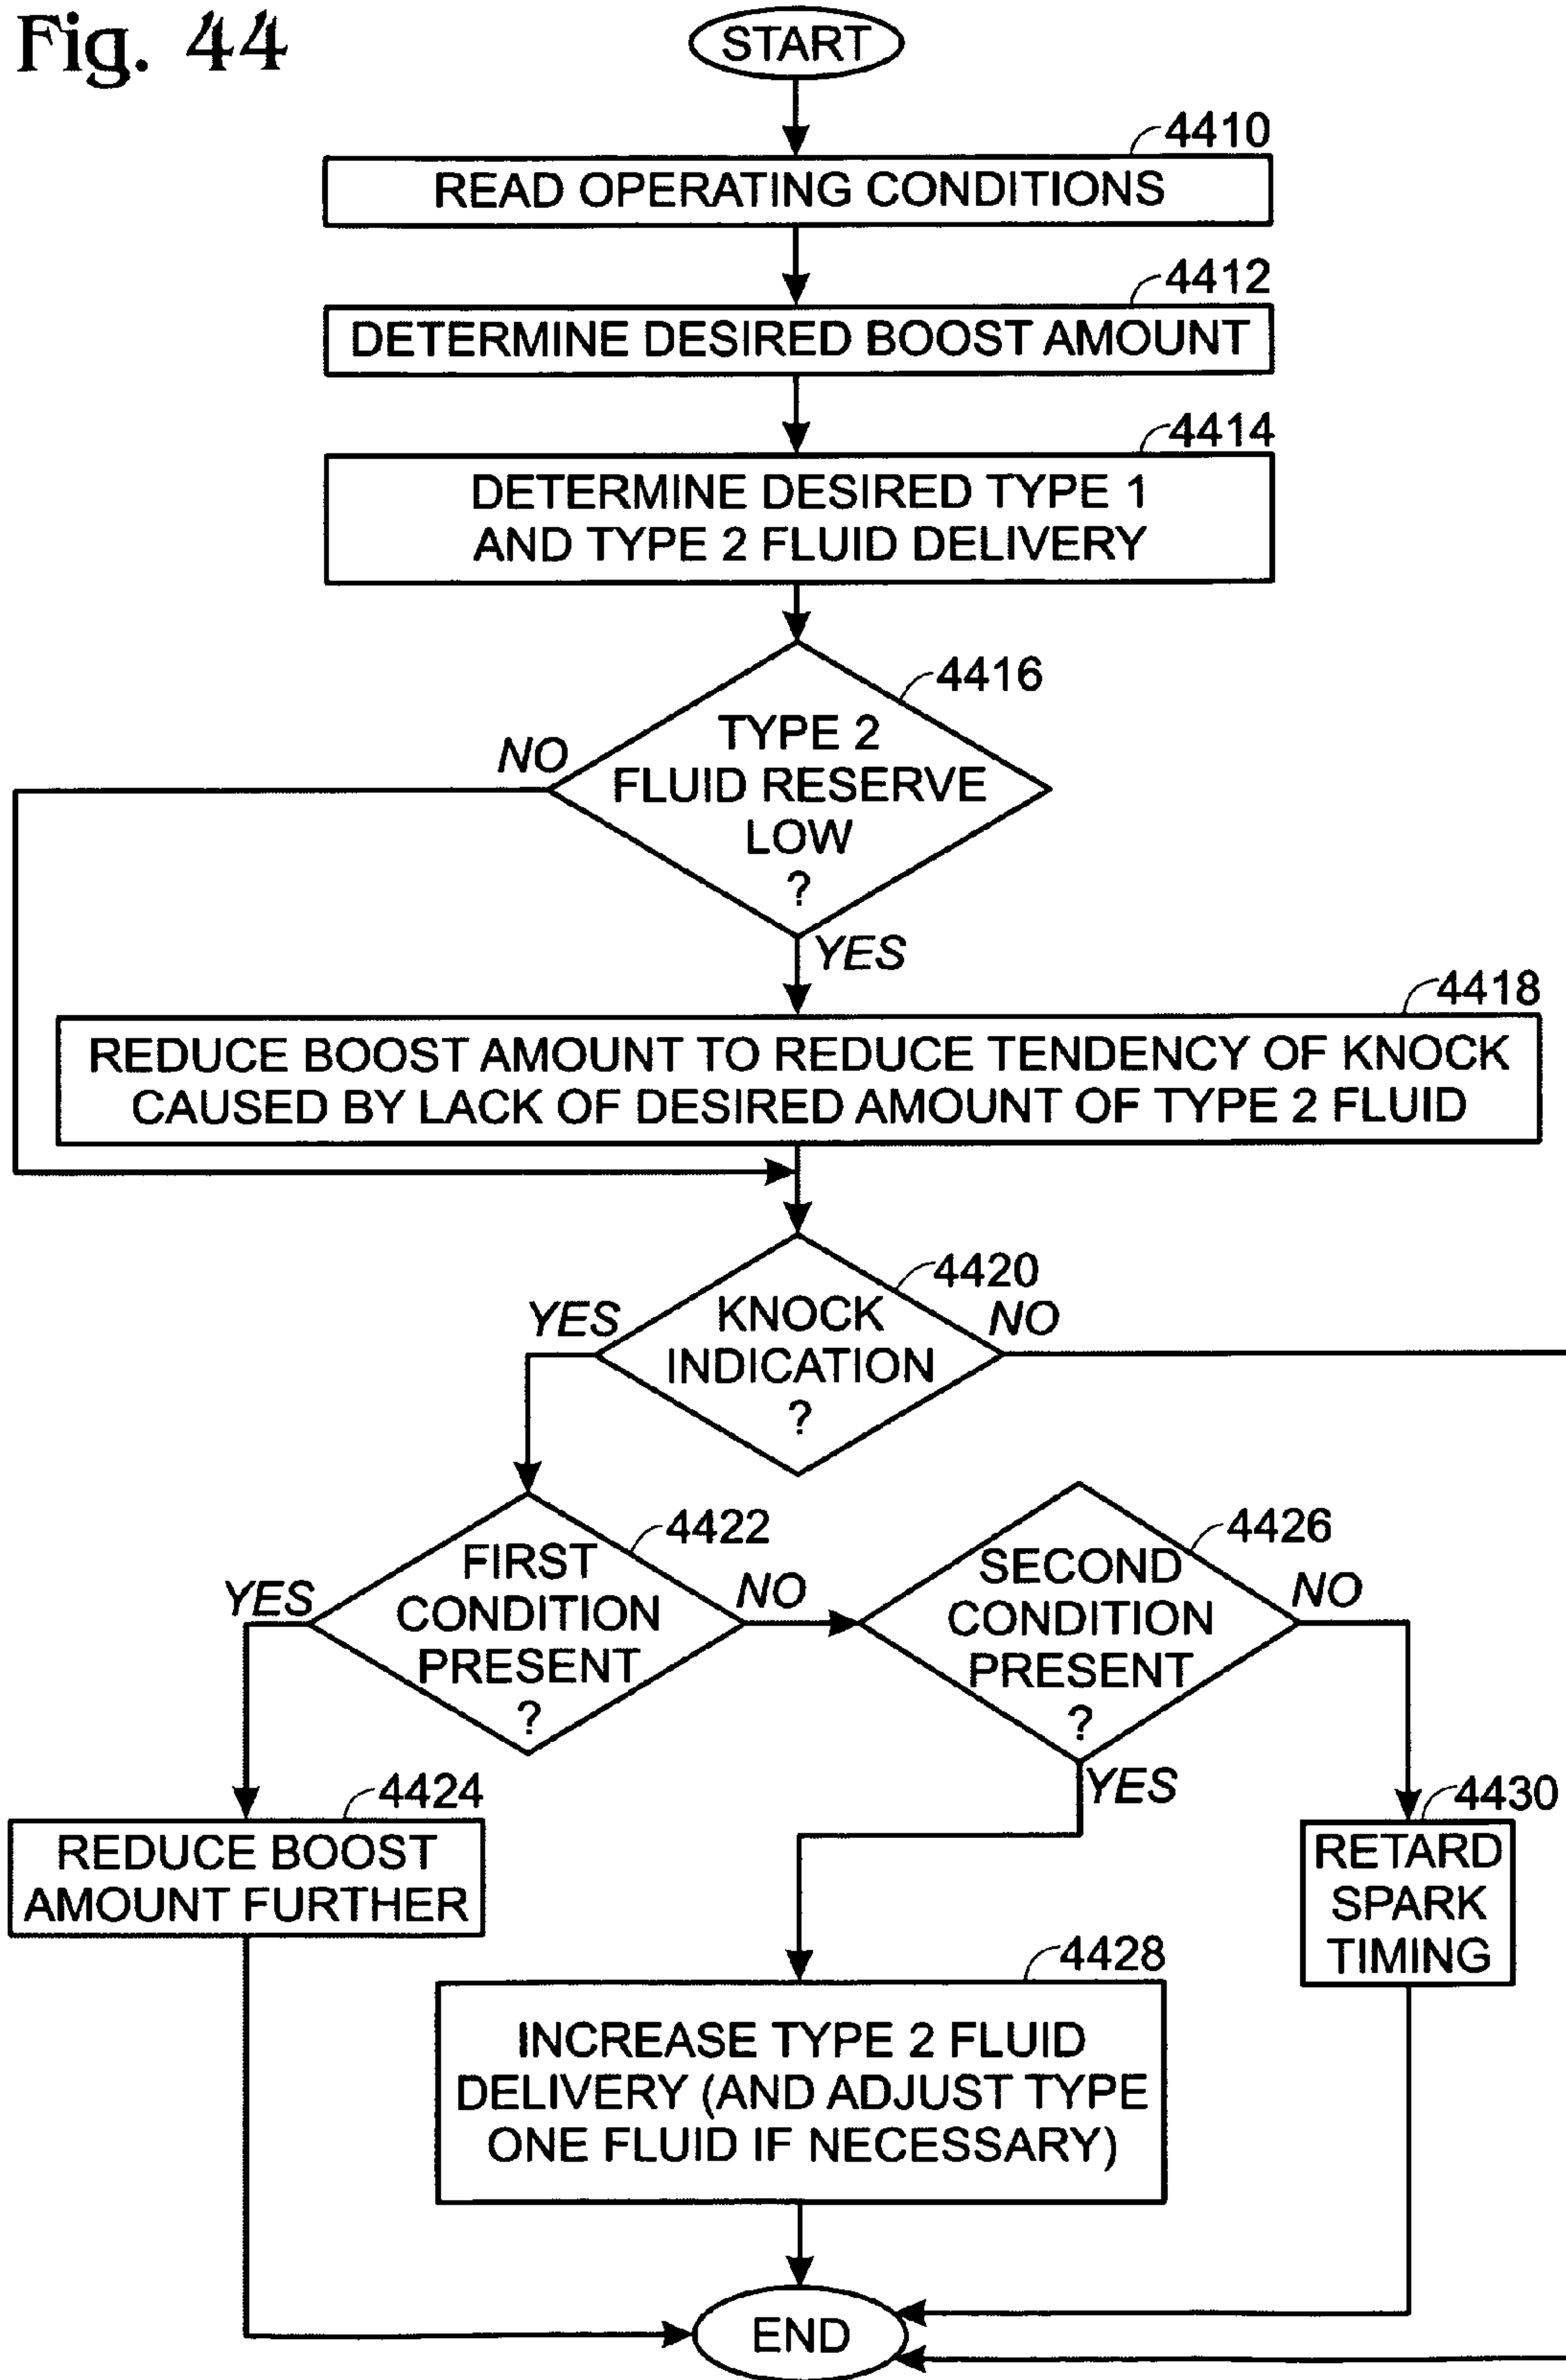 Fig. 44
START
4410
READ OPERATING CONDITIONS
4412
DETERMINE DESIRED BOOST AMOUNT
4414
DETERMINE DESIRED TYPE 1
AND TYPE 2 FLUID DELIVERY
4416
TYPE 2
FLUID RESERVE
LOW
?
NO
YES
4418
REDUCE BOOST AMOUNT TO REDUCE TENDENCY OF KNOCK
CAUSED BY LACK OF DESIRED AMOUNT OF TYPE 2 FLUID
4420
KNOCK
INDICATION
?
YES
NO
4422
FIRST
CONDITION
PRESENT
?
YES
NO
4426
SECOND
CONDITION
PRESENT
?
NO
YES
4424
REDUCE BOOST
AMOUNT FURTHER
4430
RETARD
SPARK
TIMING
4428
INCREASE TYPE 2 FLUID
DELIVERY (AND ADJUST TYPE
ONE FLUID IF NECESSARY)
END